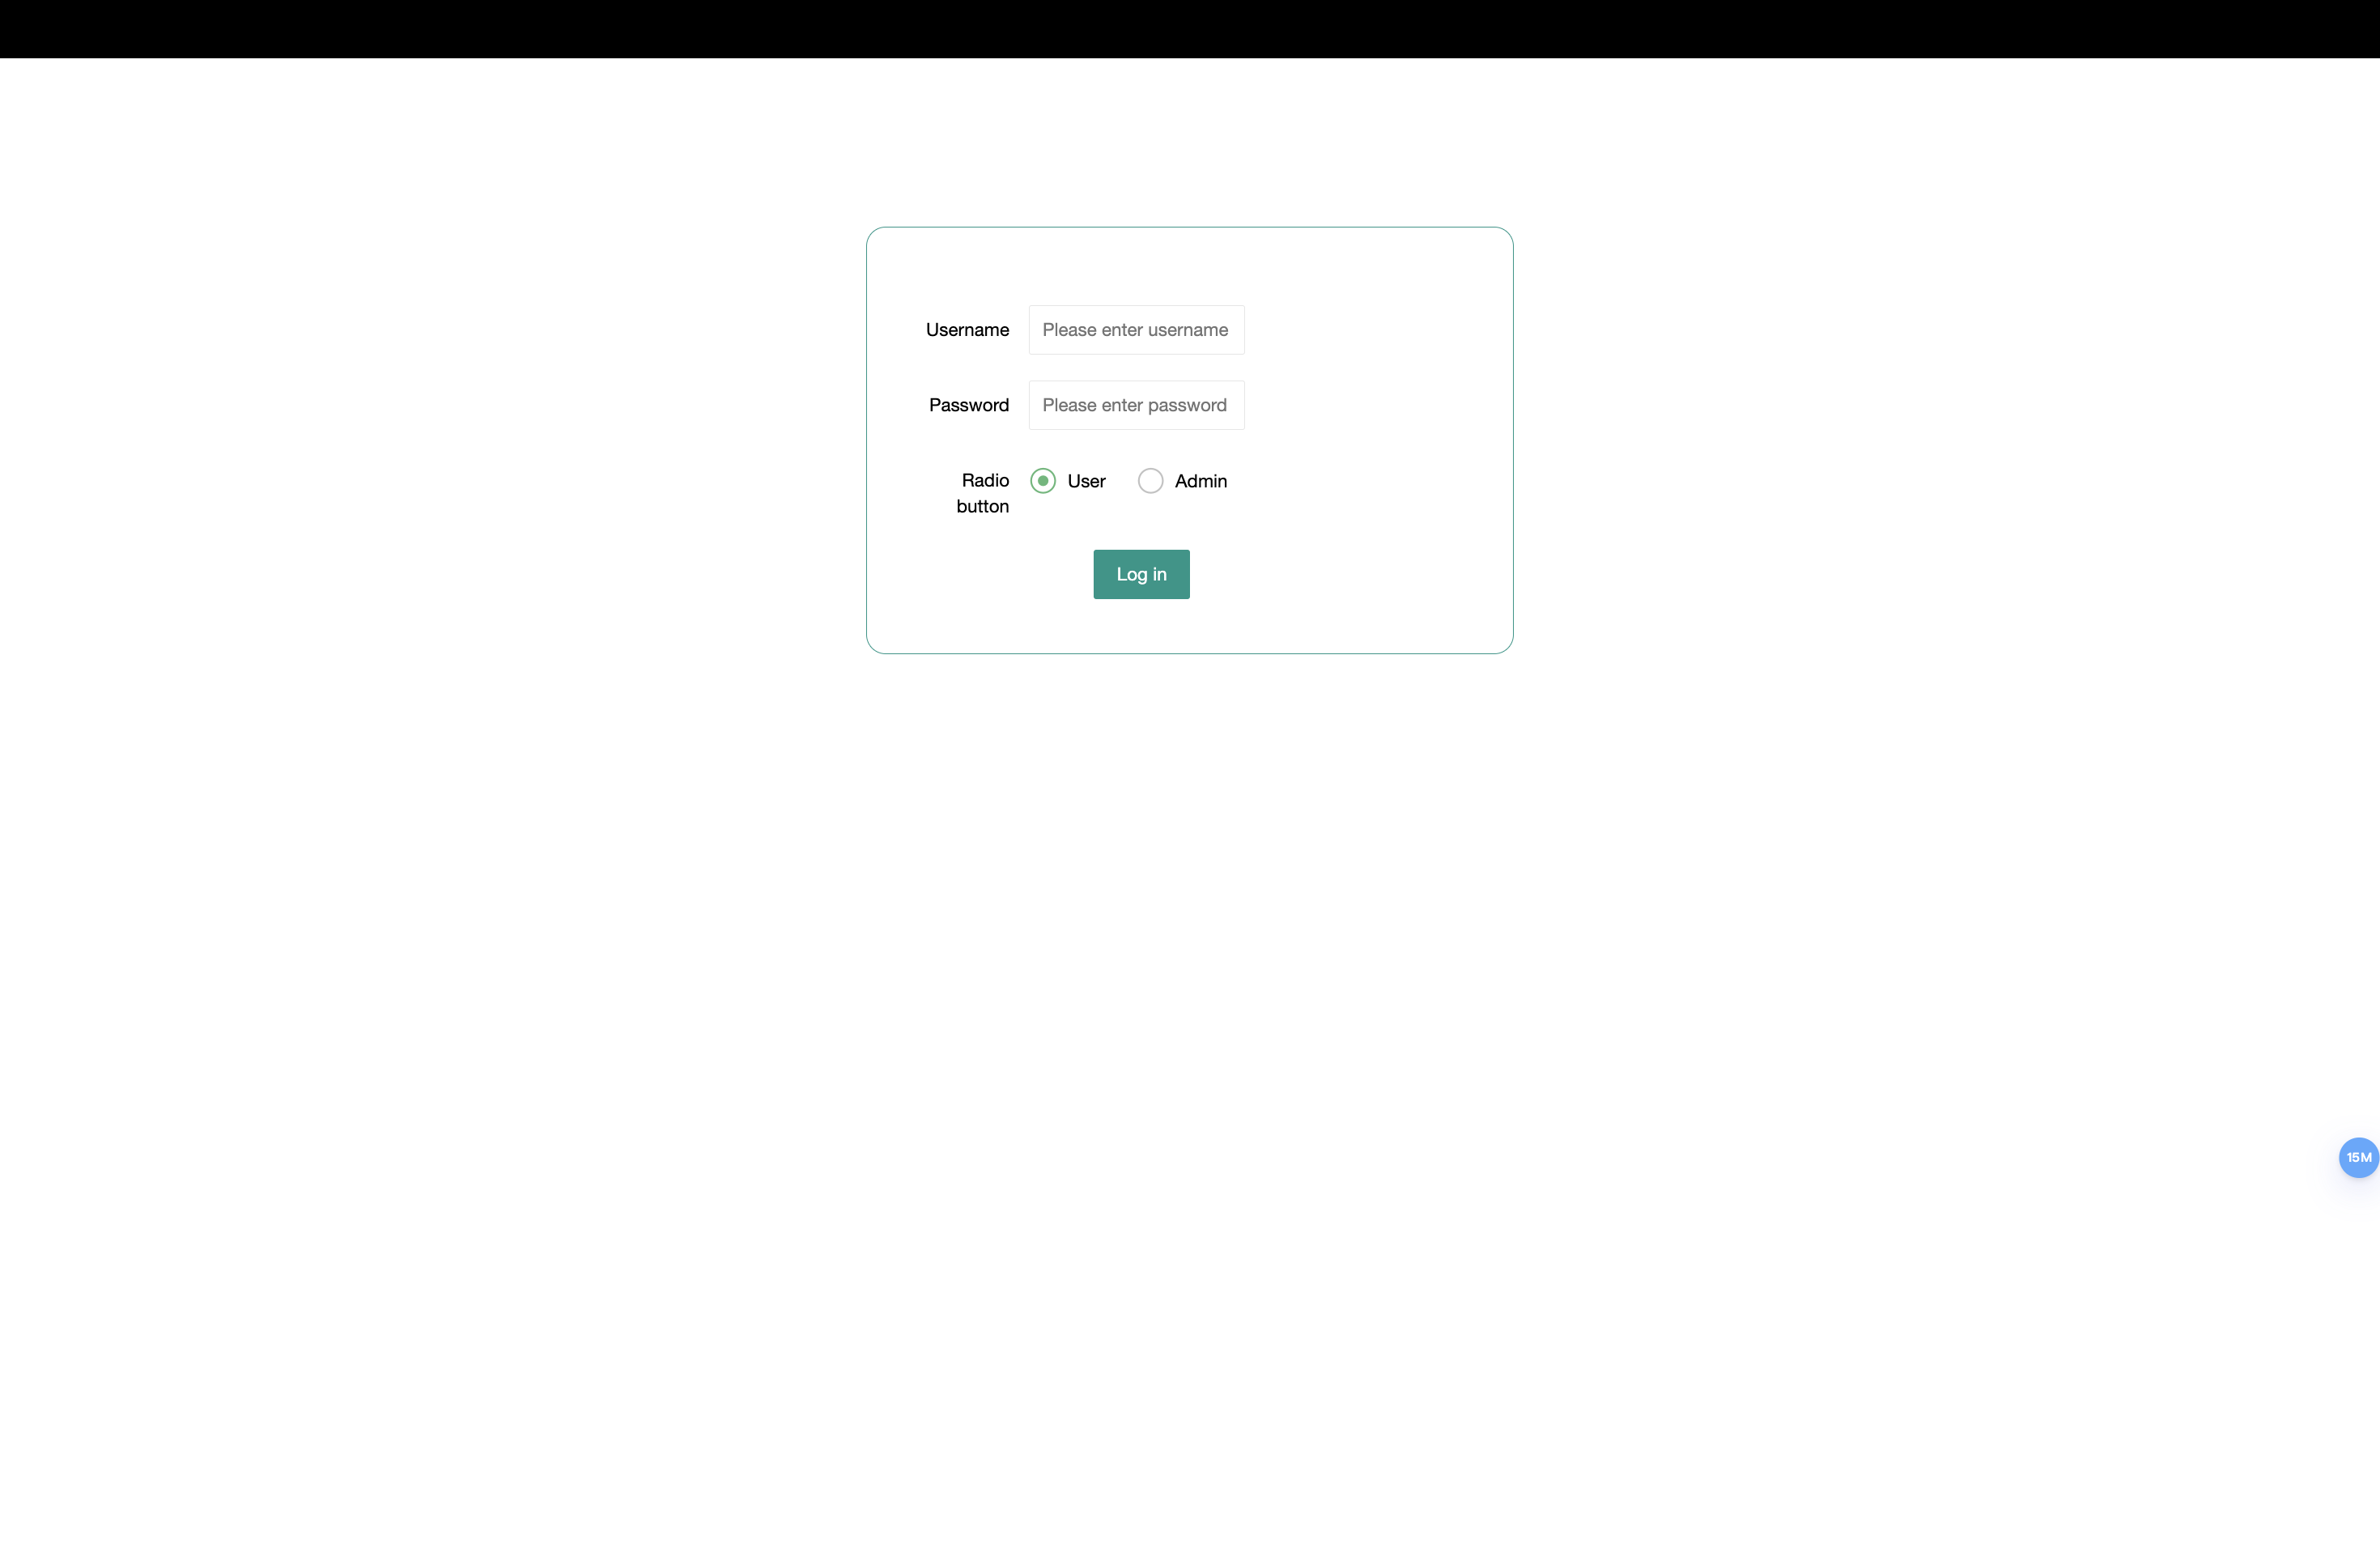 Username Please enter username
Password Please enter password
Radio User Admin
button
Log in
15M